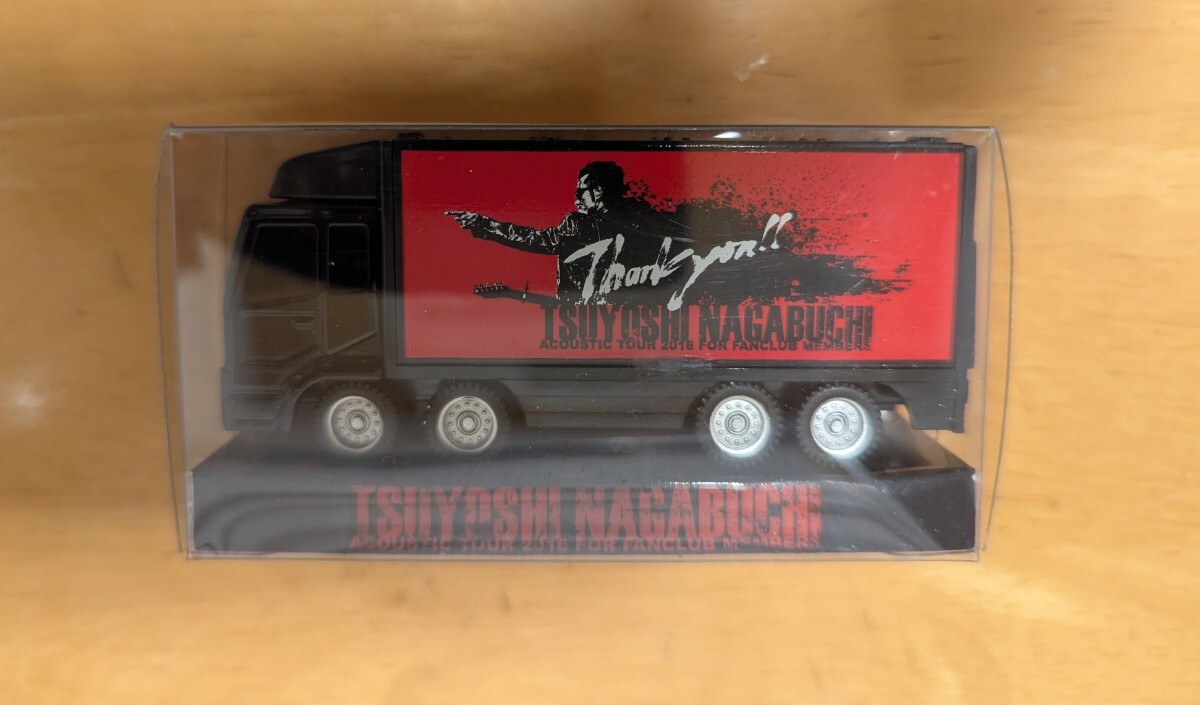 Thank you!!
TSUYOSHI NAGABUCHI
ACOUSTIC TOUR 2016 FOR FANCLUB MEMBERS
TSUYOSHI NAGABUCHI
ACOUSTIC TOUR 2016 FOR FANCLUB MEMBERS